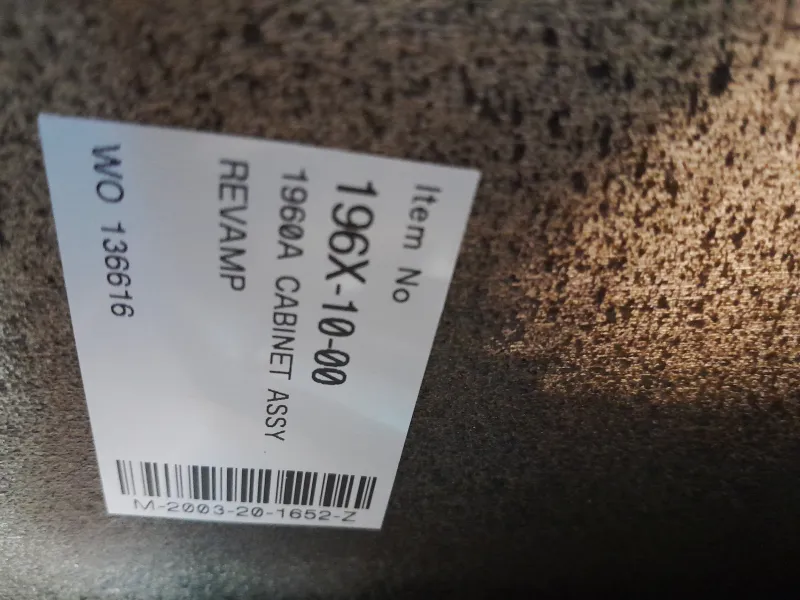 Item No
196X-10-00
1960A CABINET ASSY
REVAMP
WO 136616
M-2003-20-1652-Z